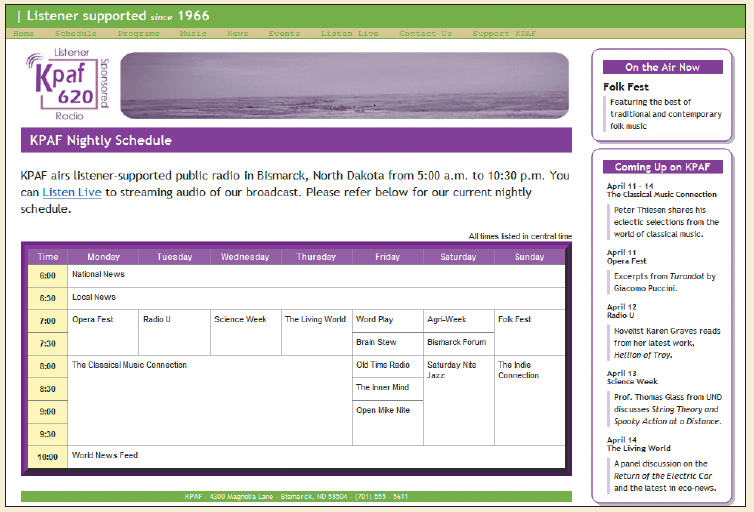 | Listener supported since 1966
Home Schedule Programs Music News Events Listen Live Contact Us Support KPAF
Listener
Kpaf
620
Sponsored
Radio
KPAF Nightly Schedule
KPAF airs listener-supported public radio in Bismarck, North Dakota from 5:00 a.m. to 10:30 p.m. You
can Listen Live to streaming audio of our broadcast. Please refer below for our current nightly
schedule.
All times listed in central time
Time Monday Tuesday Wednesday Thursday Friday Saturday Sunday
6:00 National News
6:30 Local News
7:00 Opera Fest Radio U Science Week The Living World Word Play Agri-Week Folk Fest
7:30 Brain Stew Bismarck Forum
8:00 The Classical Music Connection Old Time Radio Saturday Nite The Indie
Jazz Connection
8:30 The Inner Mind
9:00 Open Mike Nite
9:30
10:00 World News Feed
KPAF - 4300 Magnolia Lane - Bismarck, ND 58504 - (701) 555 - 5611
On the Air Now
Folk Fest
Featuring the best of
traditional and contemporary
folk music
Coming Up on KPAF
April 11 - 14
The Classical Music Connection
Peter Thiesen shares his
eclectic selections from the
world of classical music.
April 11
Opera Fest
Excerpts from Turandot by
Giacomo Puccini.
April 12
Radio U
Novelist Karen Graves reads
from her latest work,
Hellion of Troy.
April 13
Science Week
Prof. Thomas Glass from UND
discusses String Theory and
Spooky Action at a Distance.
April 14
The Living World
A panel discussion on the
Return of the Electric Car
and the latest in eco-news.